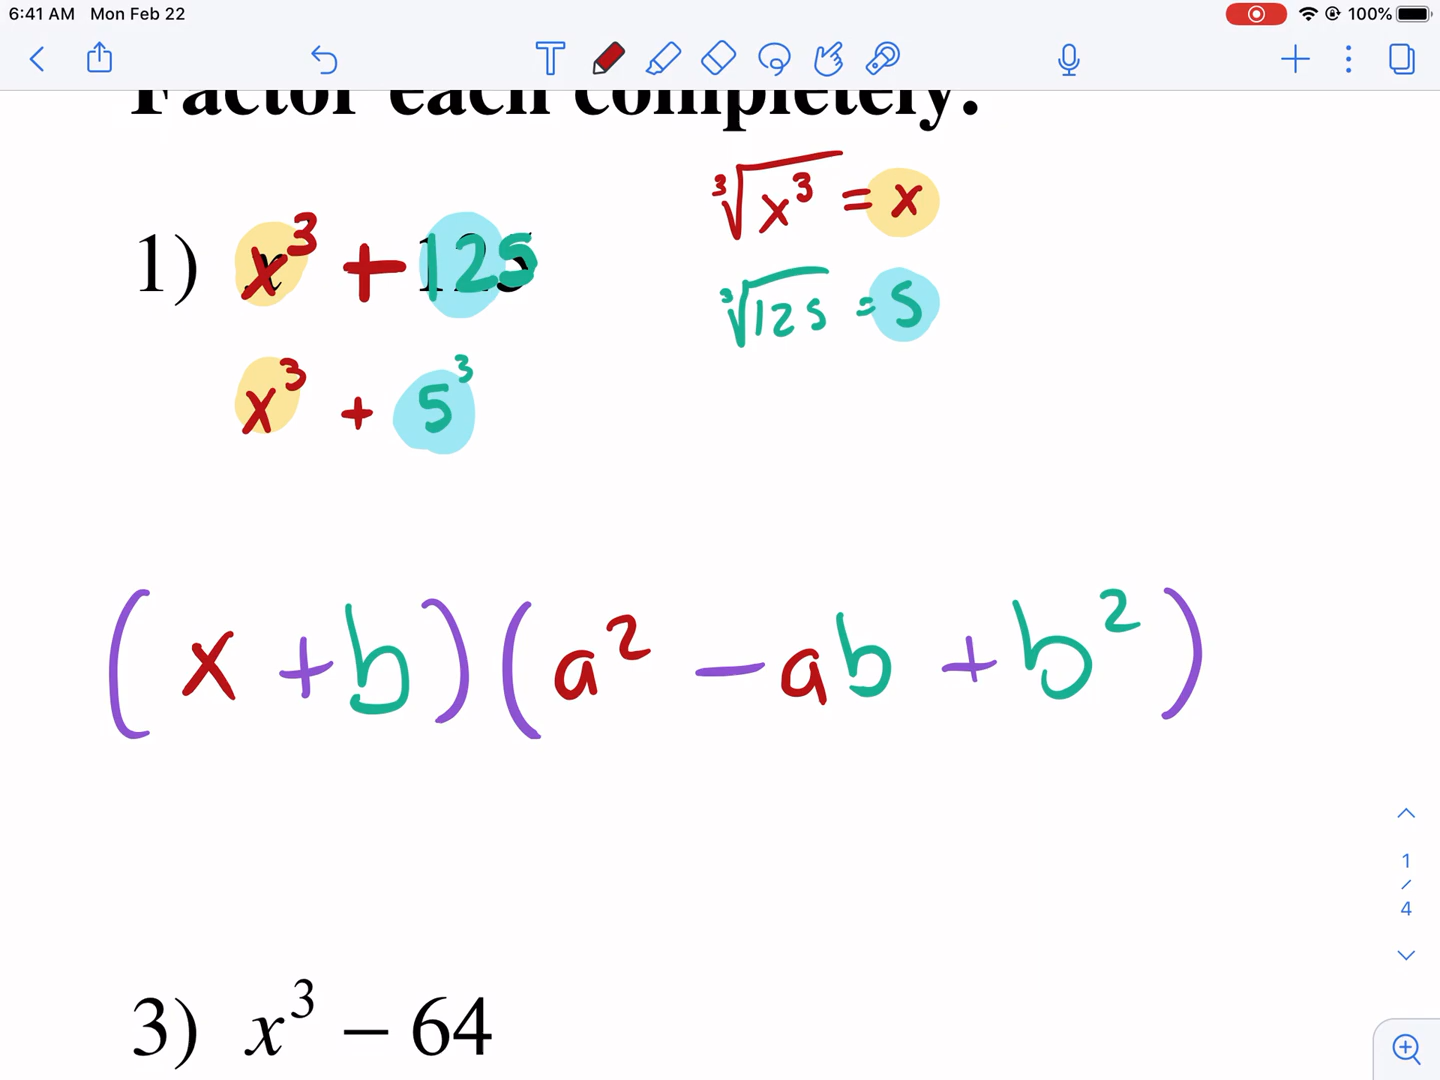 6:41 AM Mon Feb 22 100%
T
Factor each completely.
∛x³ = x
1) x³ + 125
∛125 = 5
x³ + 5³
(x + b)(a² - ab + b²)
1
/
4
3) x³ – 64